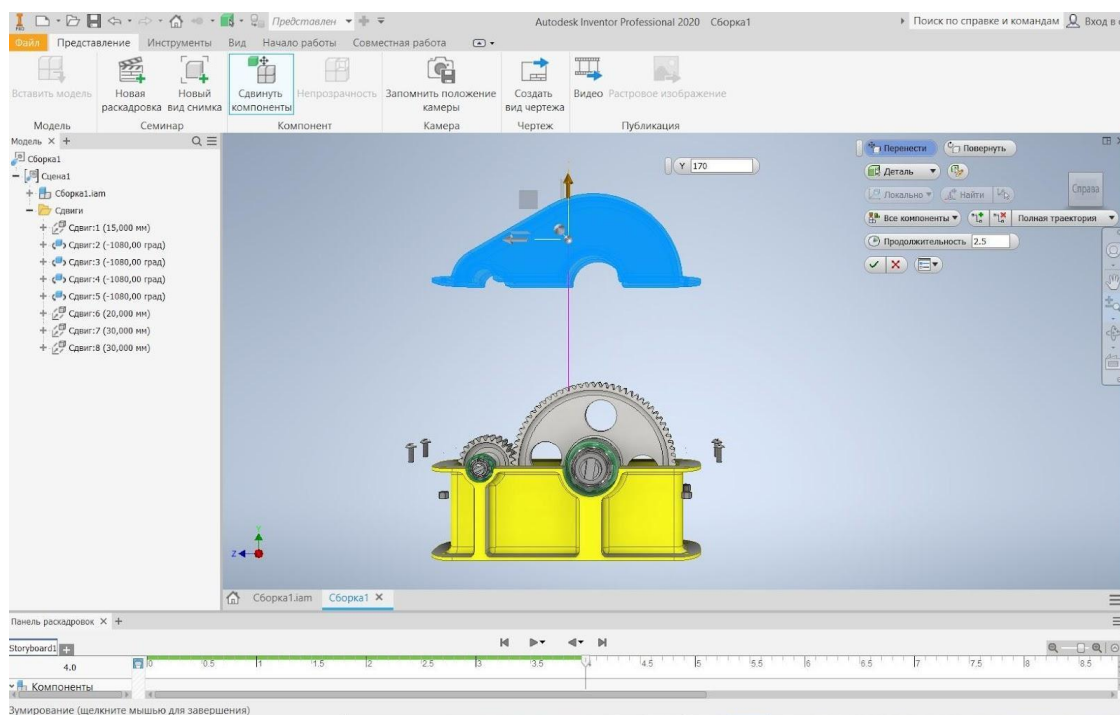 PRO
Представлен
Autodesk Inventor Professional 2020 Сборка1
Поиск по справке и командам
Вход в
Файл Представление Инструменты Вид Начало работы Совместная работа
Вставить модель
Новая раскадровка
Новый вид снимка
Сдвинуть компоненты
Непрозрачность
Запомнить положение камеры
Создать вид чертежа
Видео
Растровое изображение
Модель Семинар Компонент Камера Чертеж Публикация
Модель × +
Сборка1
Сцена1
Сборка1.iam
Сдвиги
Сдвиг:1 (15,000 мм)
Сдвиг:2 (-1080,00 град)
Сдвиг:3 (-1080,00 град)
Сдвиг:4 (-1080,00 град)
Сдвиг:5 (-1080,00 град)
Сдвиг:6 (20,000 мм)
Сдвиг:7 (30,000 мм)
Сдвиг:8 (30,000 мм)
Y 170
Перенести Повернуть
Деталь
Локально Найти
Все компоненты Полная траектория
Продолжительность 2.5
Справа
Y
Z
Сборка1.iam Сборка1 ×
Панель раскадровок × +
Storyboard1
4.0
0 0.5 1 1.5 2 2.5 3 3.5 4 4.5 5 5.5 6 6.5 7 7.5 8 8.5
Компоненты
Зумирование (щелкните мышью для завершения)